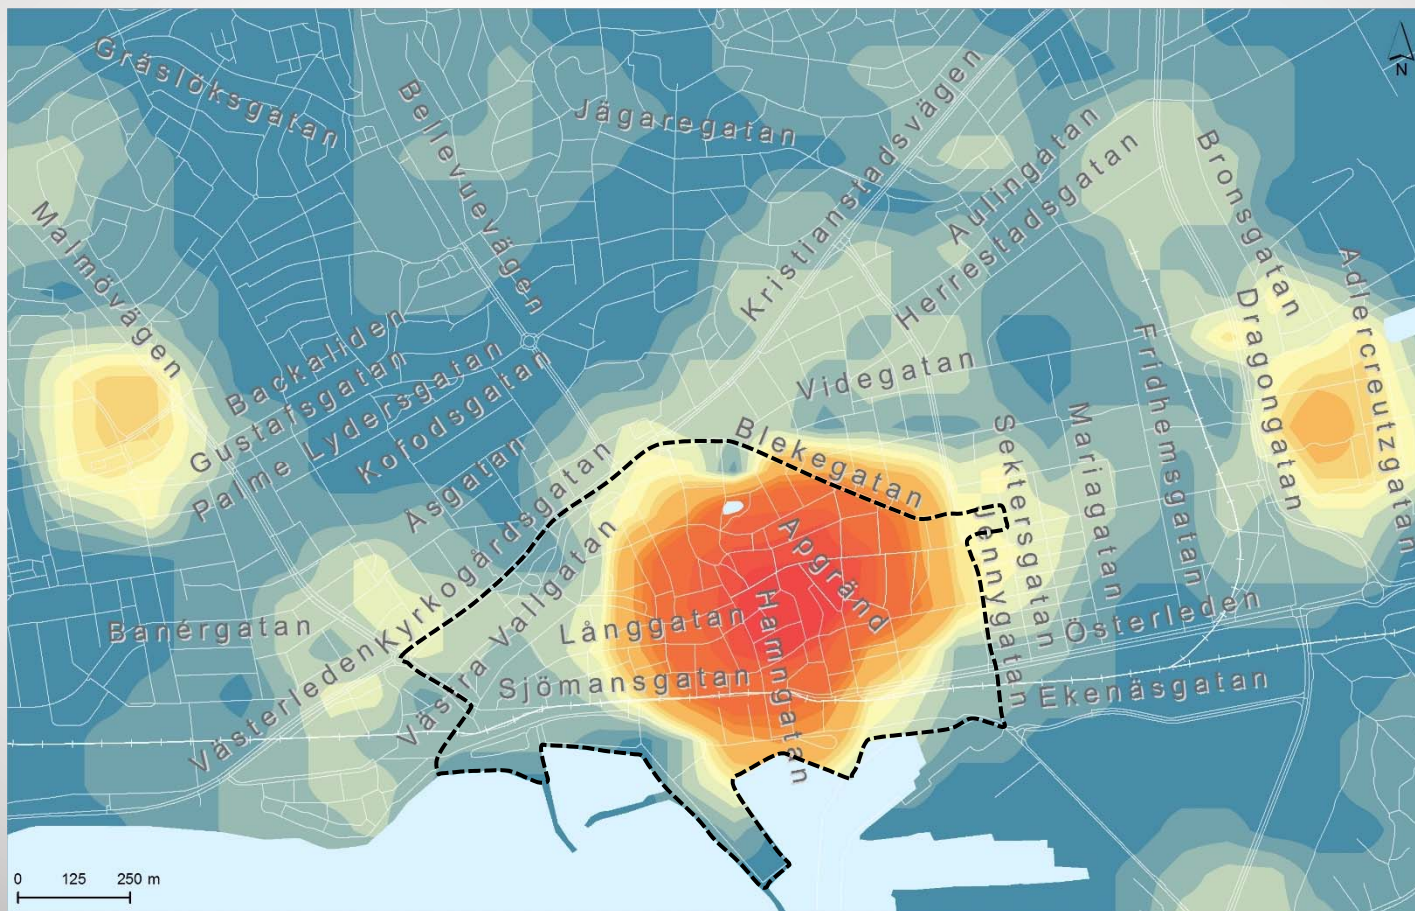 Gräslöksgatan
Bellevuevägen
Jägaregatan
Kristianstadsvägen
Aulingatan
Herrestadsgatan
Bronsgatan
N
Malmövägen
Backaliden
Gustafsgatan
Palme Lydersgatan
Kofodsgatan
Åsgatan
Videgatan
Adlercreutzgatan
Dragongatan
Fridhemsgatan
Mariagatan
Sektersgatan
Jennygatan
Blekegatan
Apgränd
Hamngatan
Långgatan
Sjömansgatan
Västra Vallgatan
Kyrkogårdsgatan
Banérgatan
Västerleden
Österleden
Ekenäsgatan
0 125 250 m